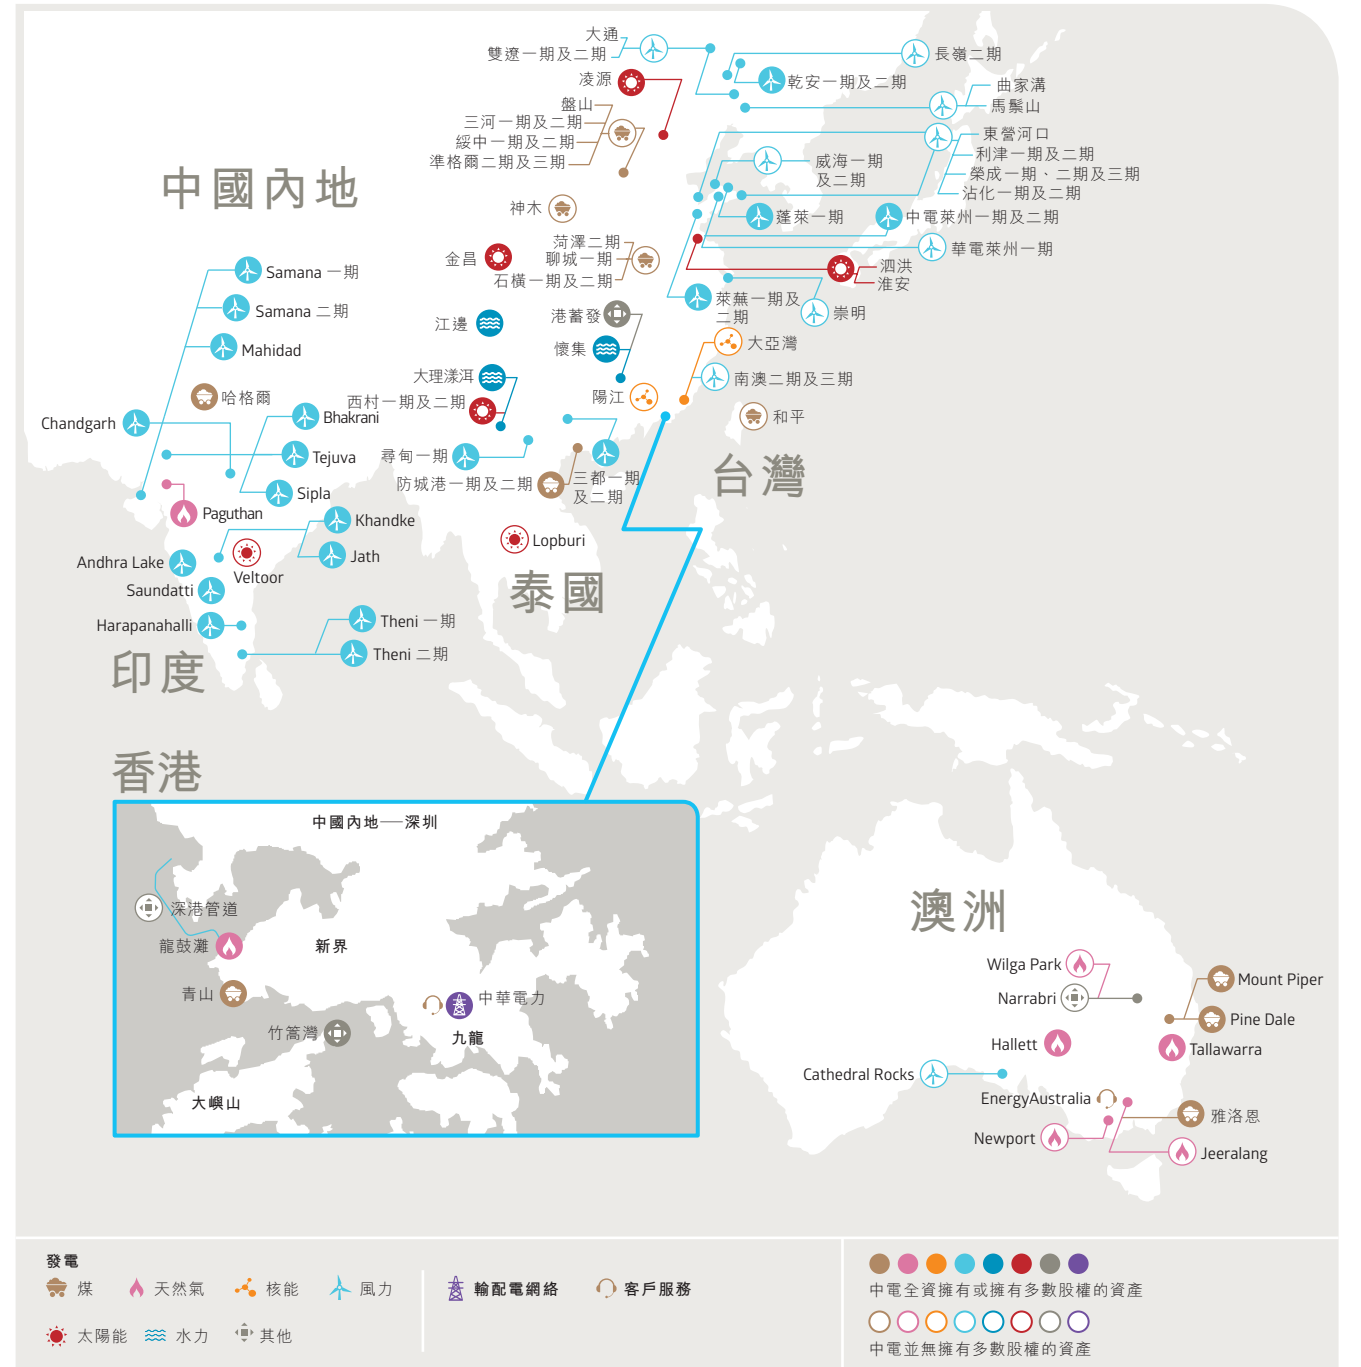 大通
雙遼一期及二期
長嶺二期
凌源
乾安一期及二期
曲家溝
馬鬃山
盤山
三河一期及二期
綏中一期及二期
準格爾二期及三期
東營河口
利津一期及二期
榮成一期、二期及三期
沾化一期及二期
威海一期
及二期
中國內地
神木
蓬萊一期
中電萊州一期及二期
華電萊州一期
菏澤二期
聊城一期
石橫一期及二期
金昌
泗洪
淮安
Samana 一期
Samana 二期
Mahidad
萊蕪一期及
二期
崇明
港蓄發
江邊
懷集
大亞灣
大理漾洱
西村一期及二期
南澳二期及三期
陽江
哈格爾
和平
Chandgarh
Bhakrani
Tejuva
尋甸一期
台灣
防城港一期及二期
三都一期
及二期
Sipla
Paguthan
Khandke
Jath
Lopburi
Andhra Lake
Veltoor
Saundatti
泰國
Harapanahalli
Theni 一期
Theni 二期
印度
香港
中國內地──深圳
深港管道
龍鼓灘
新界
青山
中華電力
竹篙灣
九龍
大嶼山
澳洲
Wilga Park
Narrabri
Mount Piper
Pine Dale
Hallett
Tallawarra
Cathedral Rocks
EnergyAustralia
雅洛恩
Newport
Jeeralang
發電
煤
天然氣
核能
風力
太陽能
水力
其他
輸配電網絡
客戶服務
中電全資擁有或擁有多數股權的資產
中電並無擁有多數股權的資產